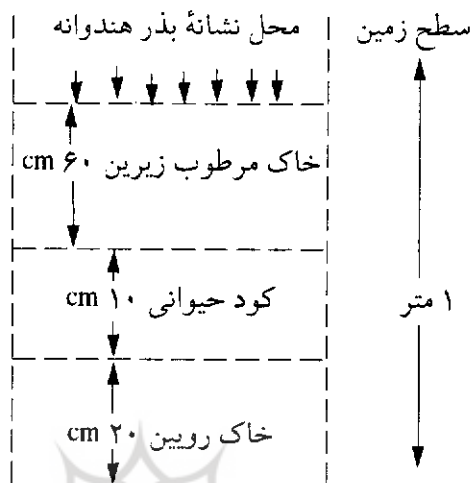 سطح زمین
محل نشانهٔ بذر هندوانه
خاک مرطوب زیرین ۶۰ cm
کود حیوانی ۱۰ cm
۱ متر
خاک رویین ۲۰ cm